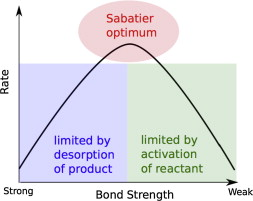 Sabatier
optimum
Rate
limited by
desorption
of product
limited by
activation
of reactant
Strong
Bond Strength
Weak